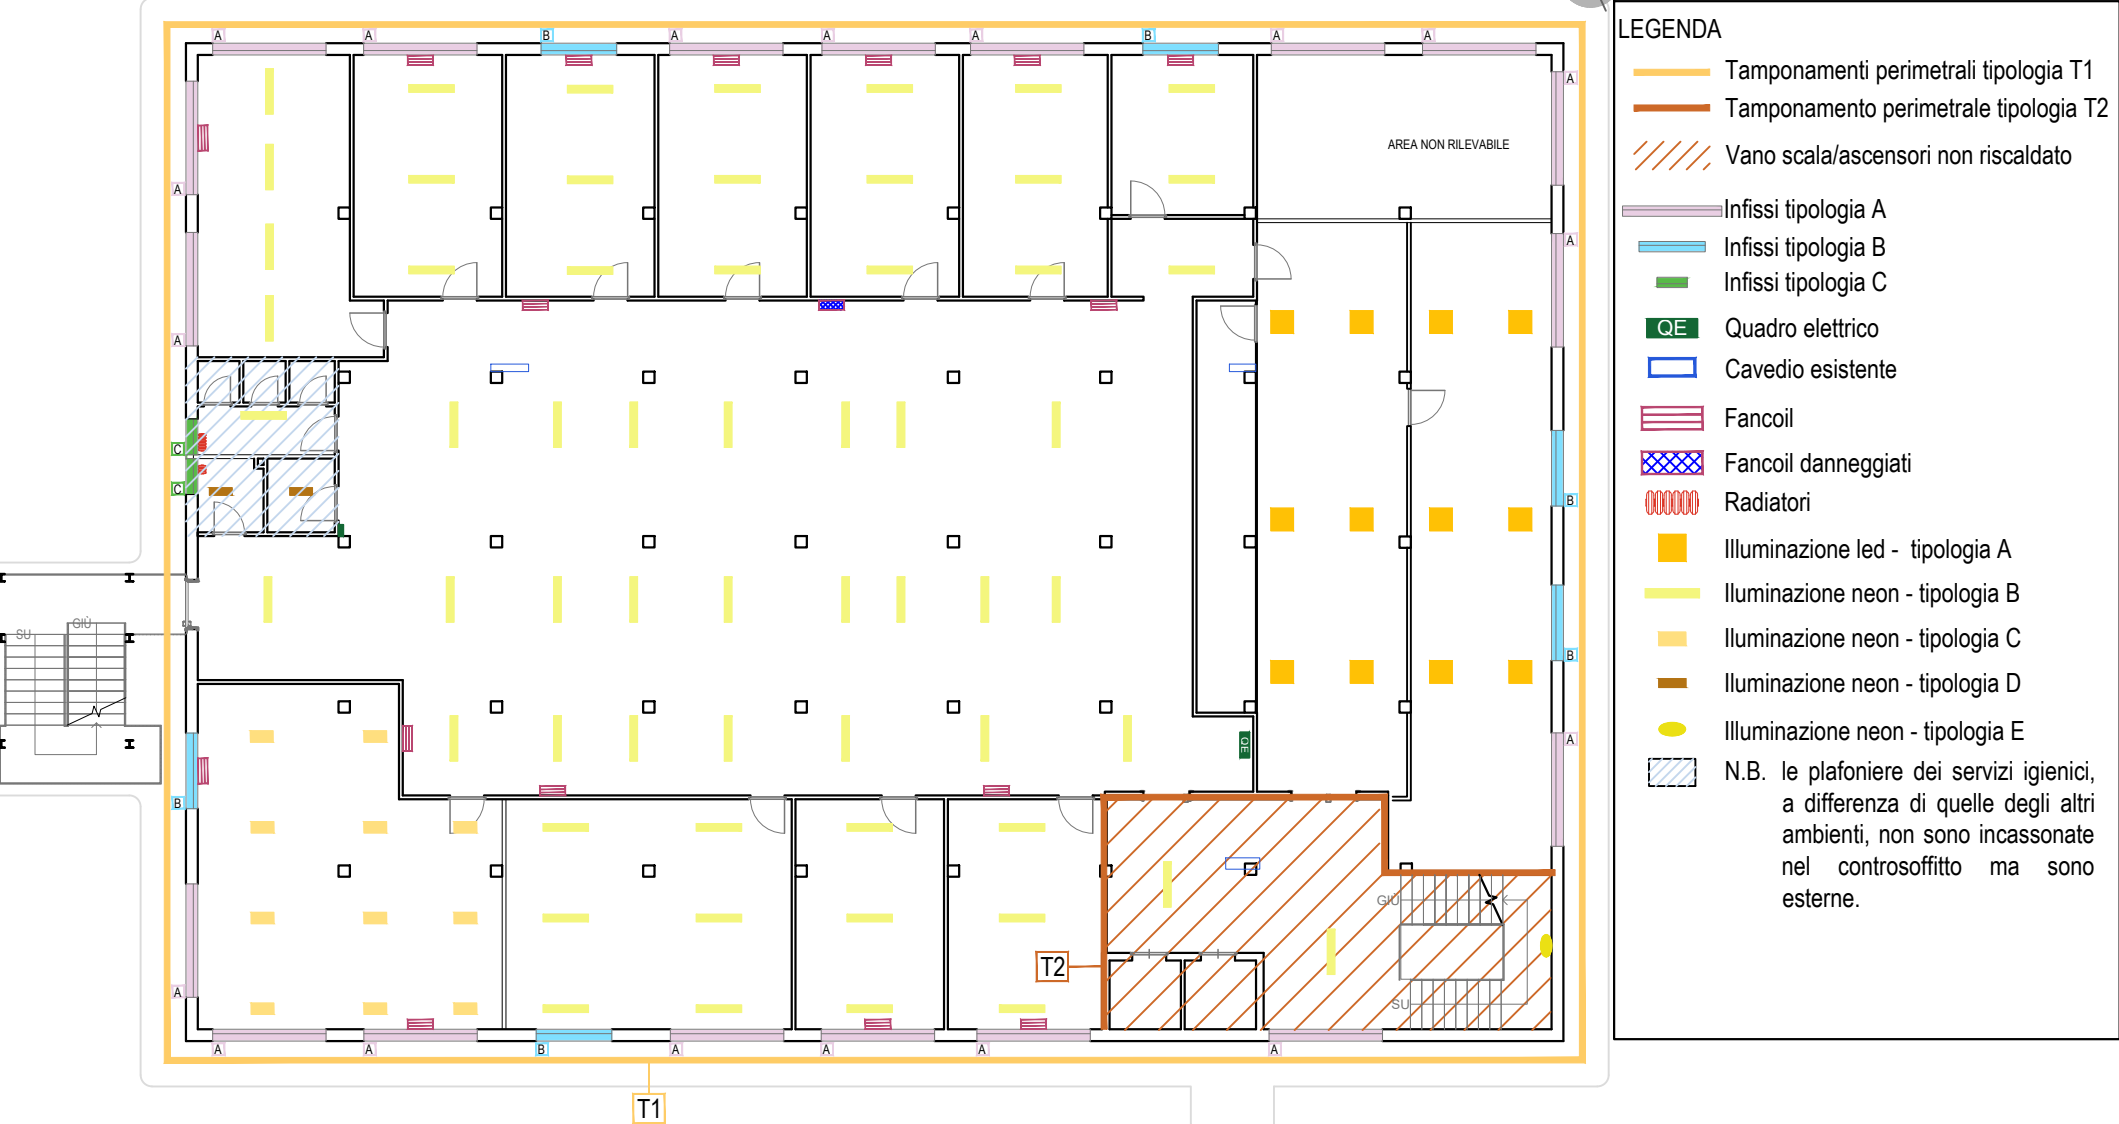 A A B A A A B A A
LEGENDA
Tamponamenti perimetrali tipologia T1
Tamponamento perimetrale tipologia T2
Vano scala/ascensori non riscaldato
Infissi tipologia A
Infissi tipologia B
Infissi tipologia C
QE Quadro elettrico
Cavedio esistente
Fancoil
Fancoil danneggiati
Radiatori
Illuminazione led - tipologia A
Iluminazione neon - tipologia B
Iluminazione neon - tipologia C
Iluminazione neon - tipologia D
Illuminazione neon - tipologia E
N.B. le plafoniere dei servizi igienici,
a differenza di quelle degli altri
ambienti, non sono incassonate
nel controsoffitto ma sono
esterne.
A
AREA NON RILEVABILE
A
A
A
C
C
B
SU
GIÙ
B
QE
A
B
GIÙ
T2
A
SU
A A B A A A A
T1